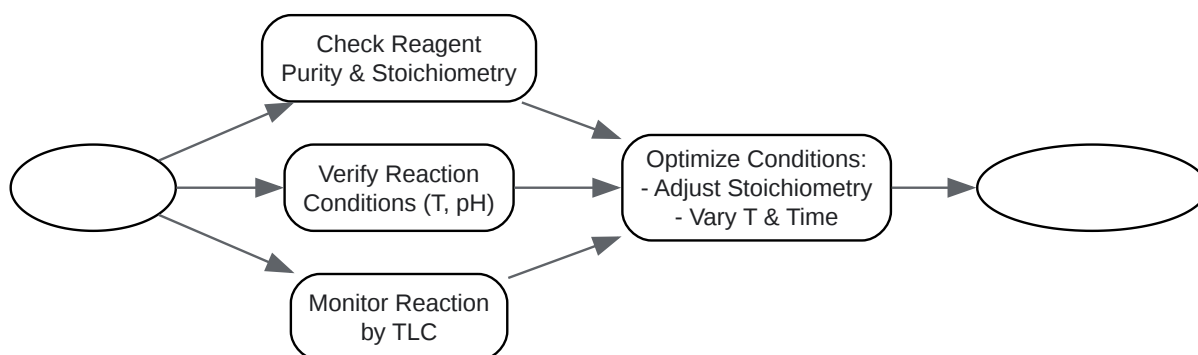 Check Reagent
Purity & Stoichiometry
Verify Reaction
Conditions (T, pH)
Monitor Reaction
by TLC
Optimize Conditions:
- Adjust Stoichiometry
- Vary T & Time